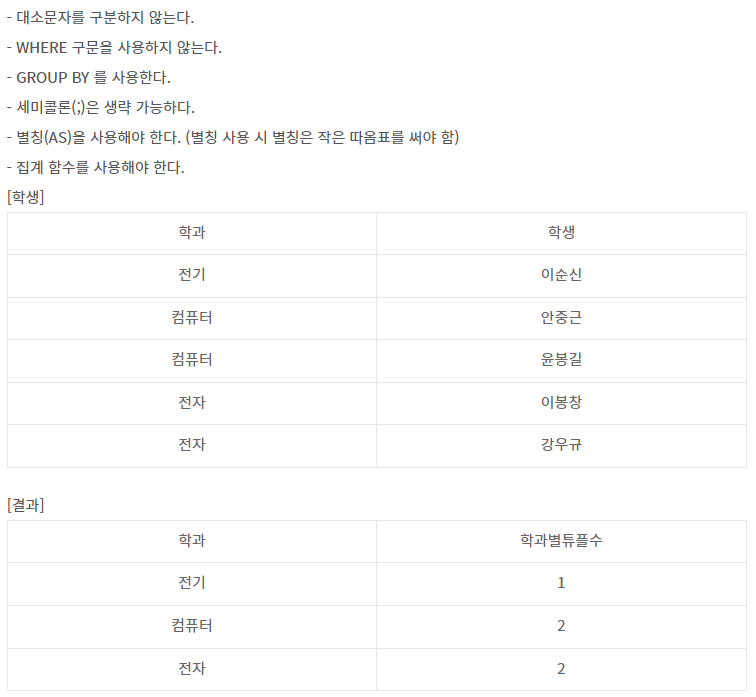 - 대소문자를 구분하지 않는다.
- WHERE 구문을 사용하지 않는다.
- GROUP BY 를 사용한다.
- 세미콜론(;)은 생략 가능하다.
- 별칭(AS)을 사용해야 한다. (별칭 사용 시 별칭은 작은 따옴표를 써야 함)
- 집계 함수를 사용해야 한다.
[학생]
학과 학생
전기 이순신
컴퓨터 안중근
컴퓨터 윤봉길
전자 이봉창
전자 강우규
[결과]
학과 학과별튜플수
전기 1
컴퓨터 2
전자 2